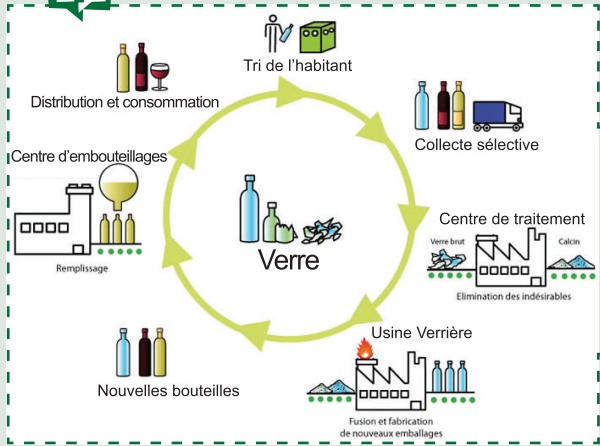 Tri de l'habitant
Collecte sélective
Centre de traitement
Verre brut
Calcin
Elimination des indésirables
Usine Verrière
Fusion et fabrication
de nouveaux emballages
Nouvelles bouteilles
Centre d'embouteillages
Remplissage
Distribution et consommation
Verre